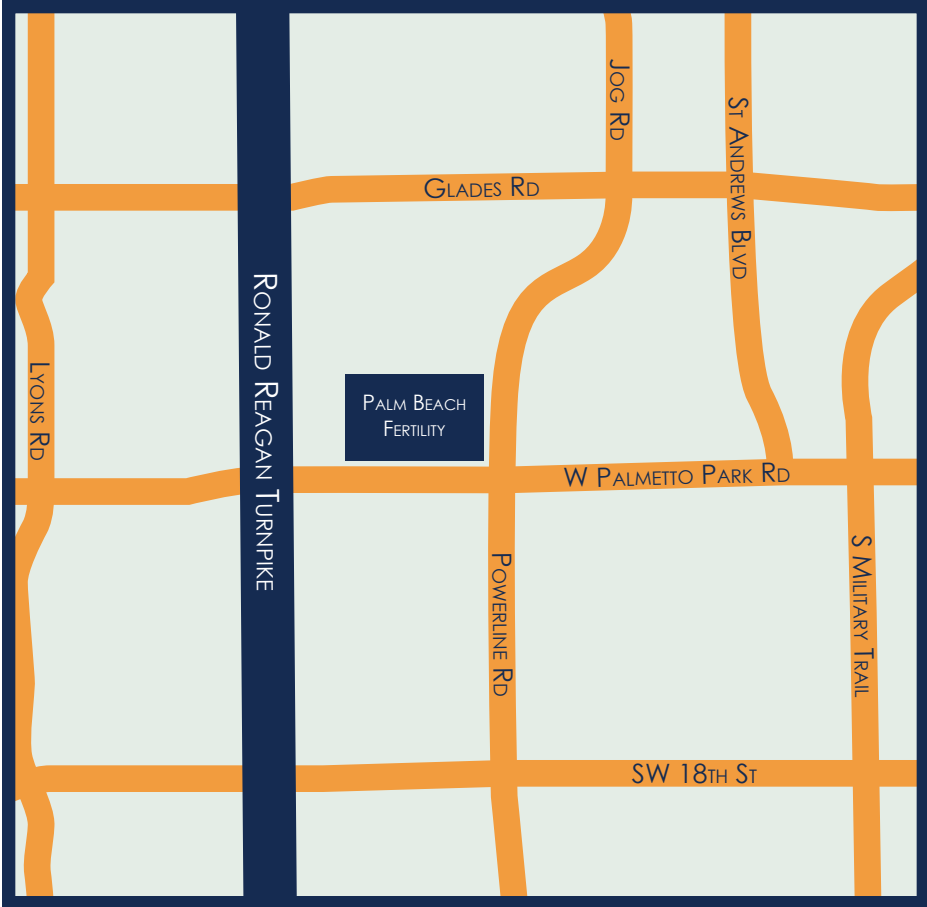 Jog Rd
St Andrews Blvd
Glades Rd
Ronald Reagan Turnpike
Lyons Rd
Palm Beach
Fertility
W Palmetto Park Rd
Powerline Rd
S Military Trail
SW 18th St